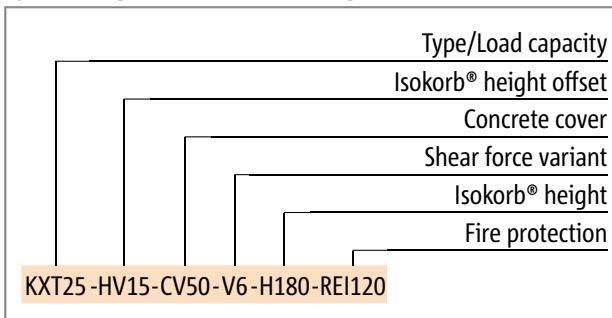 Type/Load capacity
Isokorb® height offset
Concrete cover
Shear force variant
Isokorb® height
Fire protection
KXT25 -HV15-CV50-V6-H180-REI120